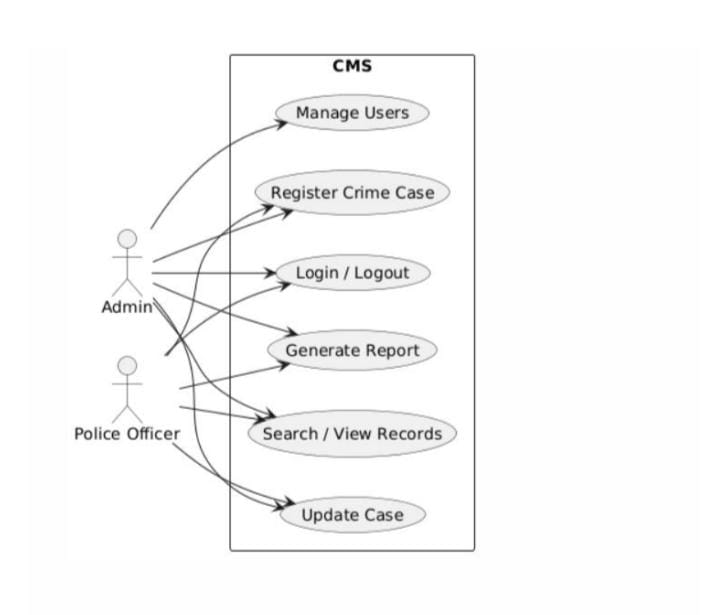 CMS
Manage Users
Register Crime Case
Login / Logout
Admin
Generate Report
Police Officer
Search / View Records
Update Case